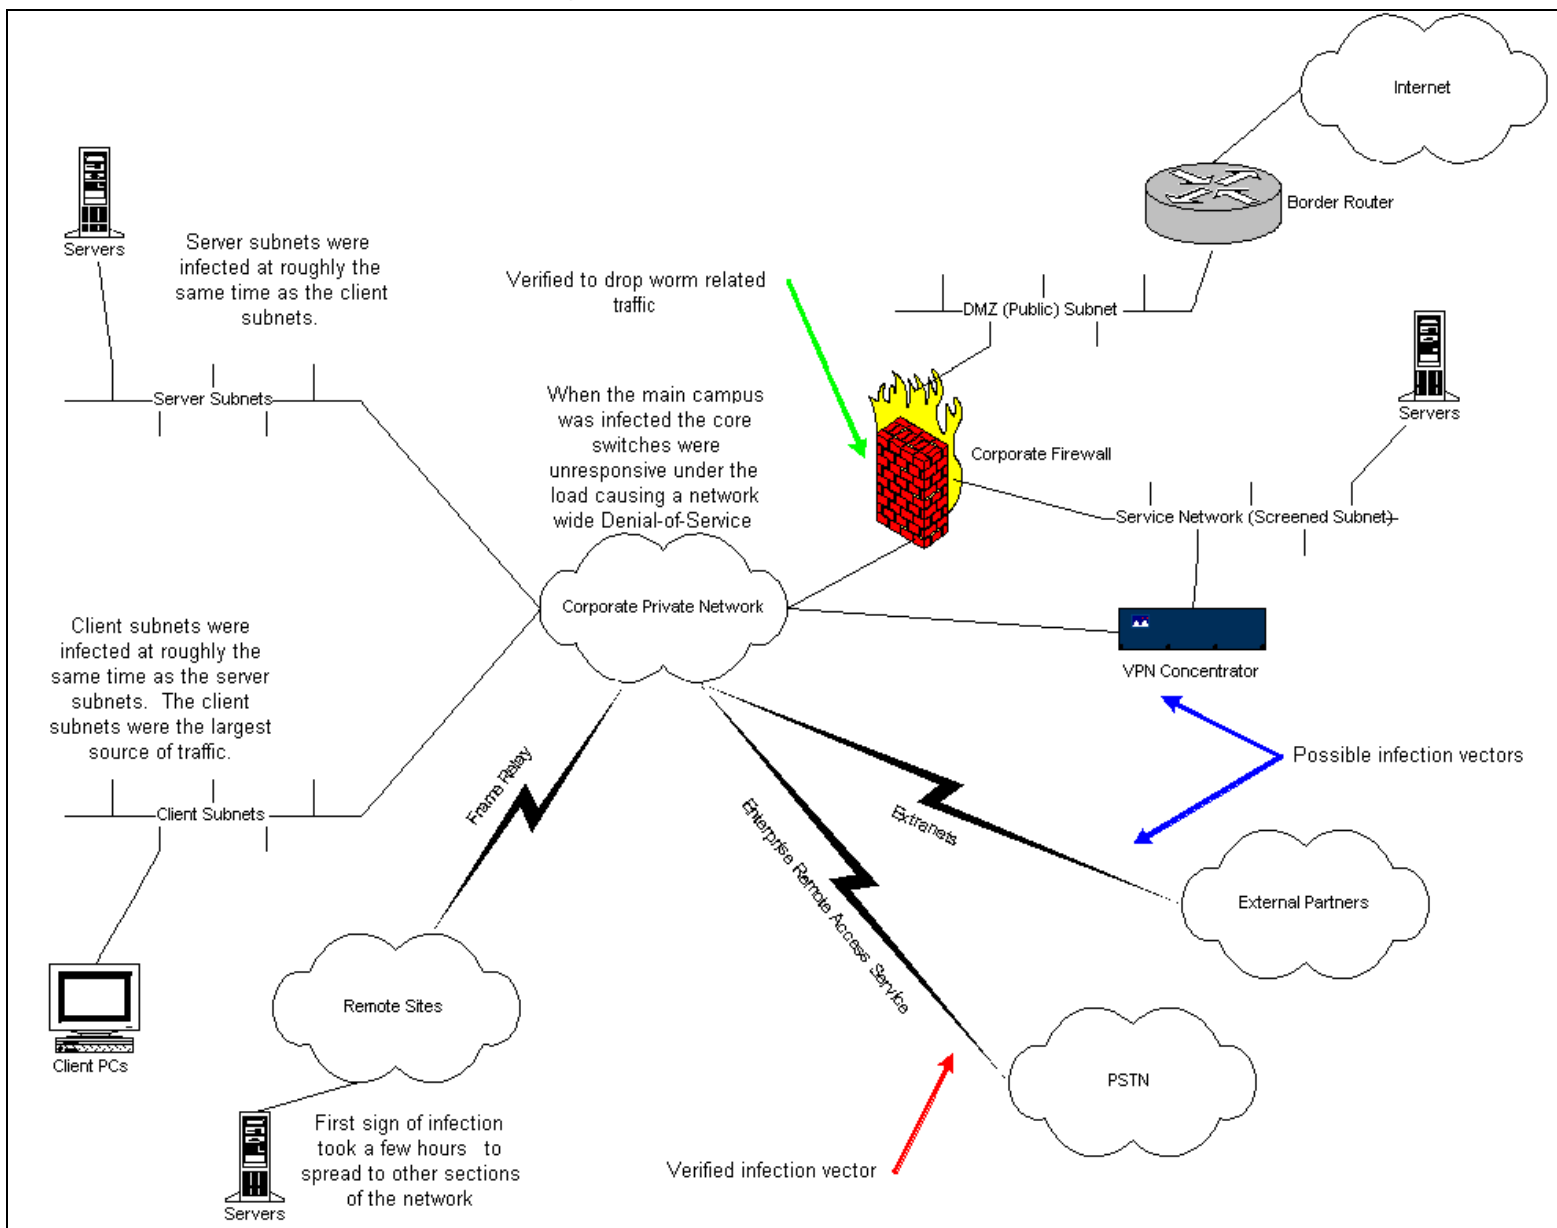 Internet
Border Router
Servers
Server subnets were
infected at roughly the
same time as the client
subnets.
Verified to drop worm related
traffic
DMZ (Public) Subnet
Servers
Server Subnets
When the main campus
was infected the core
switches were
unresponsive under the
load causing a network
wide Denial-of-Service
Corporate Firewall
Service Network (Screened Subnet)
Corporate Private Network
Client subnets were
infected at roughly the
same time as the server
subnets. The client
subnets were the largest
source of traffic.
VPN Concentrator
Possible infection vectors
Client Subnets
Frame Relay
Extranets
Enterprise Remote Access Service
External Partners
Remote Sites
Client PCs
PSTN
First sign of infection
took a few hours to
spread to other sections
of the network
Servers
Verified infection vector